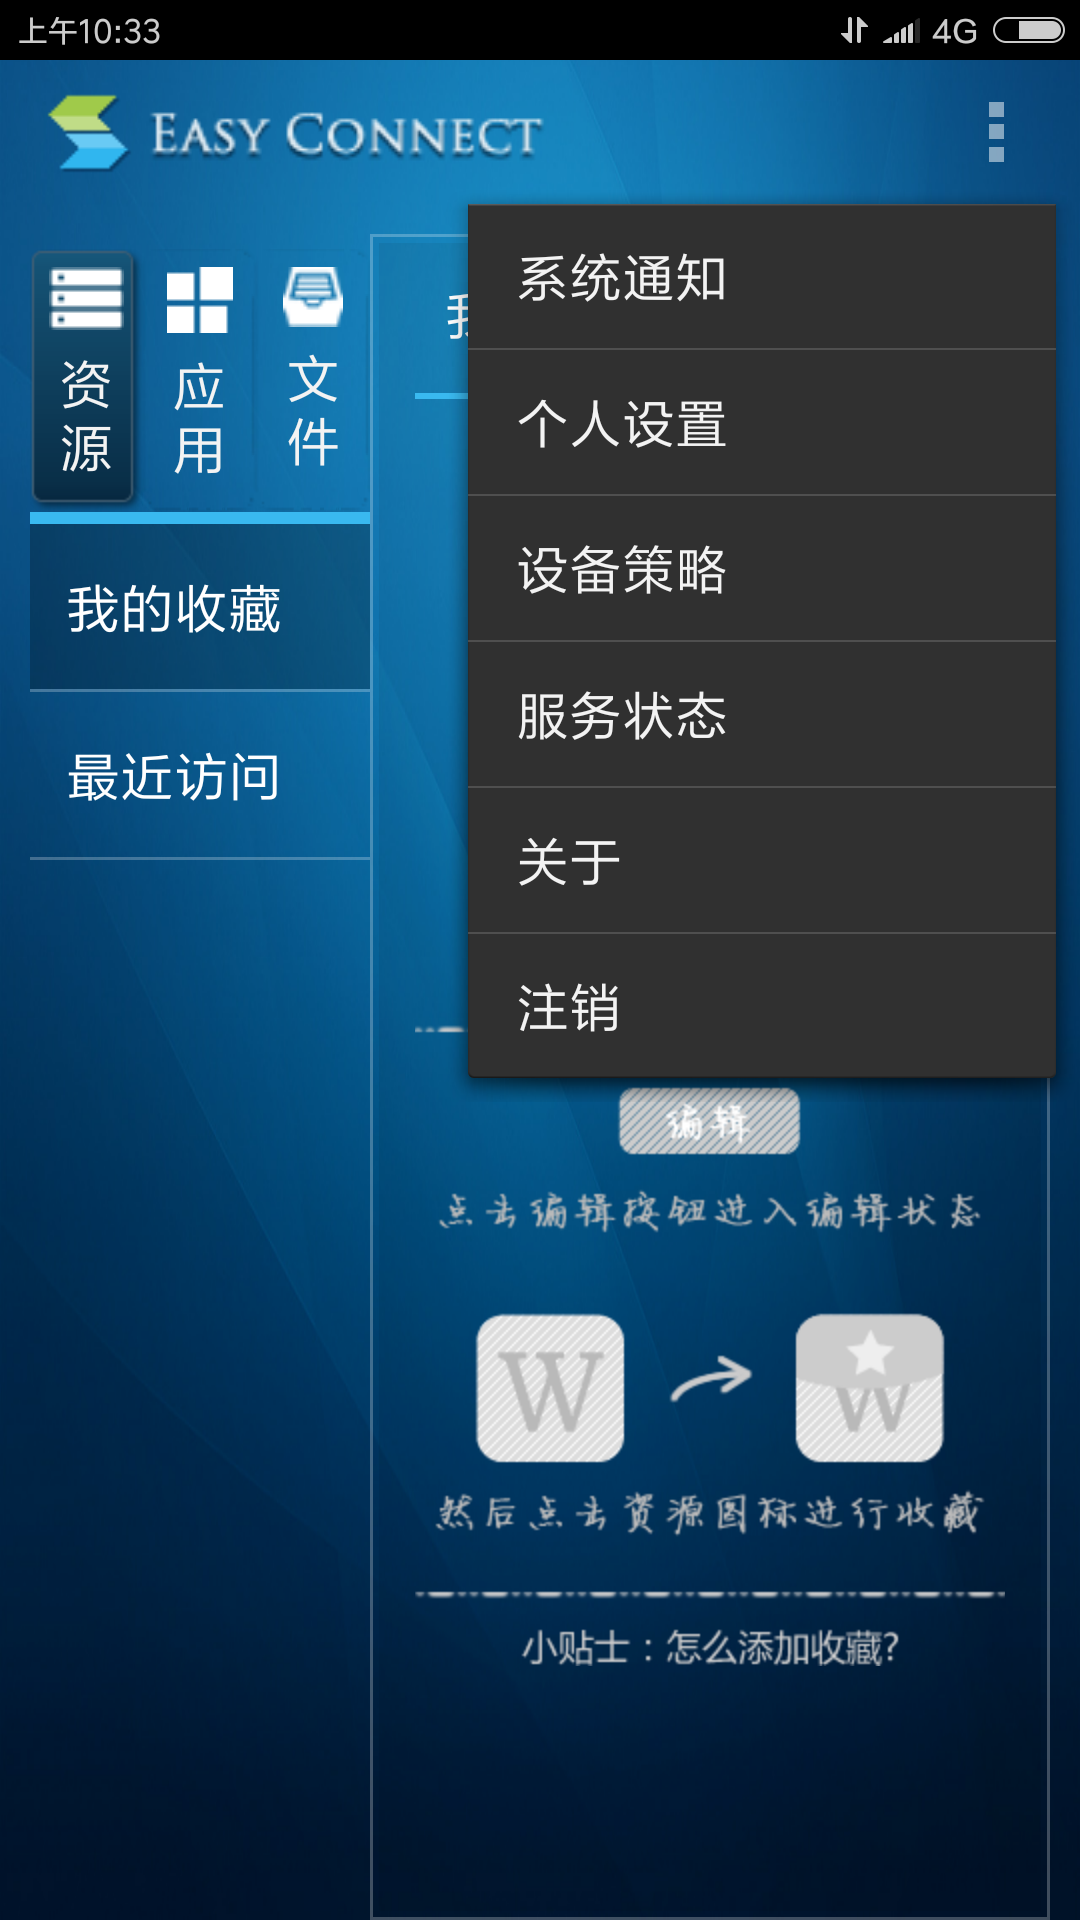 上午10:33
4G
EASY CONNECT
资源
应用
文件
我的收藏
最近访问
系统通知
个人设置
设备策略
服务状态
关于
注销
编辑
点击编辑按钮进入编辑状态
W
W
然后点击資源图标进行收藏
小贴士：怎么添加收藏?